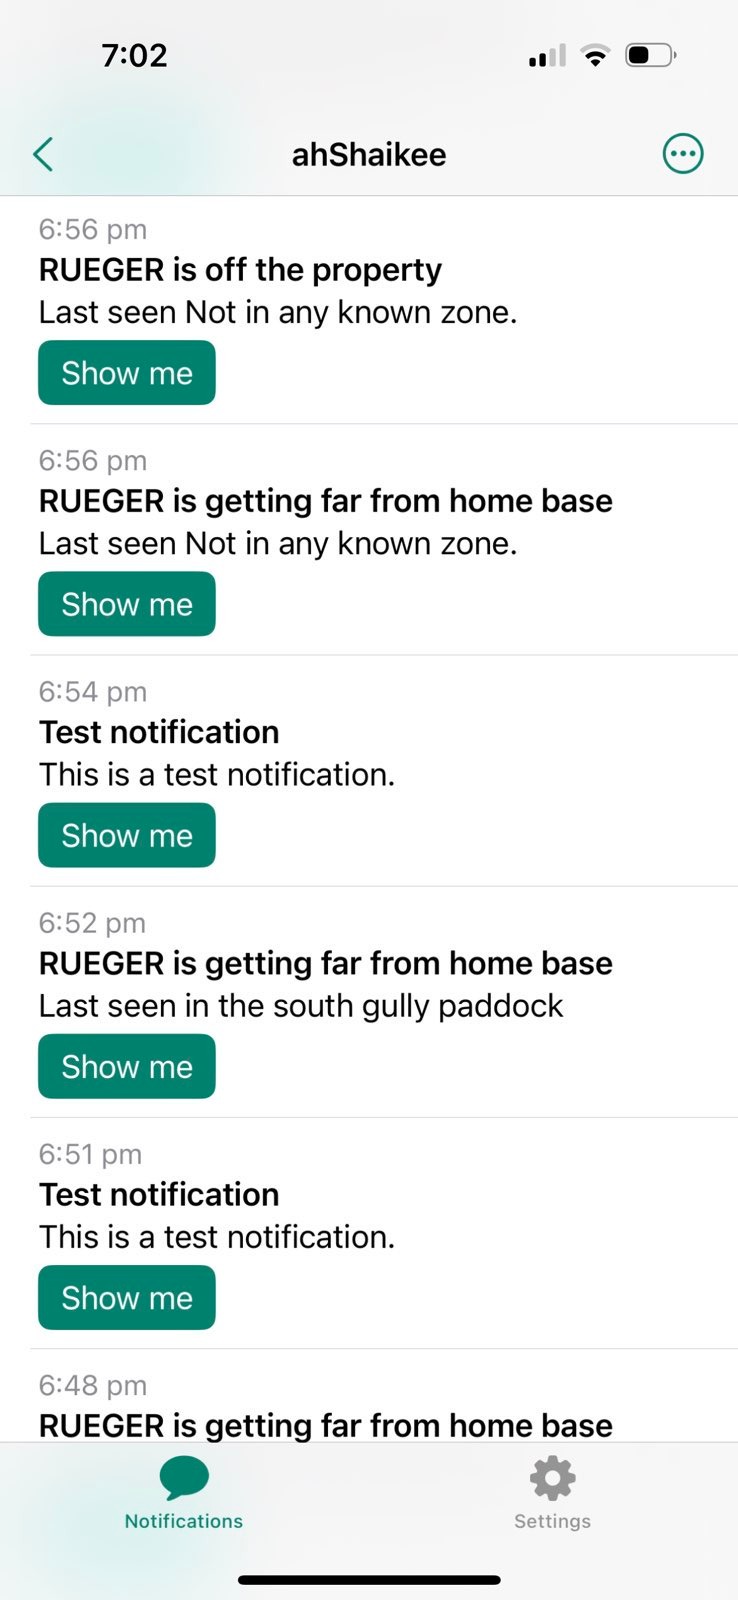 7:02
ahShaikee
6:56 pm
RUEGER is off the property
Last seen Not in any known zone.
Show me
6:56 pm
RUEGER is getting far from home base
Last seen Not in any known zone.
Show me
6:54 pm
Test notification
This is a test notification.
Show me
6:52 pm
RUEGER is getting far from home base
Last seen in the south gully paddock
Show me
6:51 pm
Test notification
This is a test notification.
Show me
6:48 pm
RUEGER is getting far from home base
Notifications
Settings